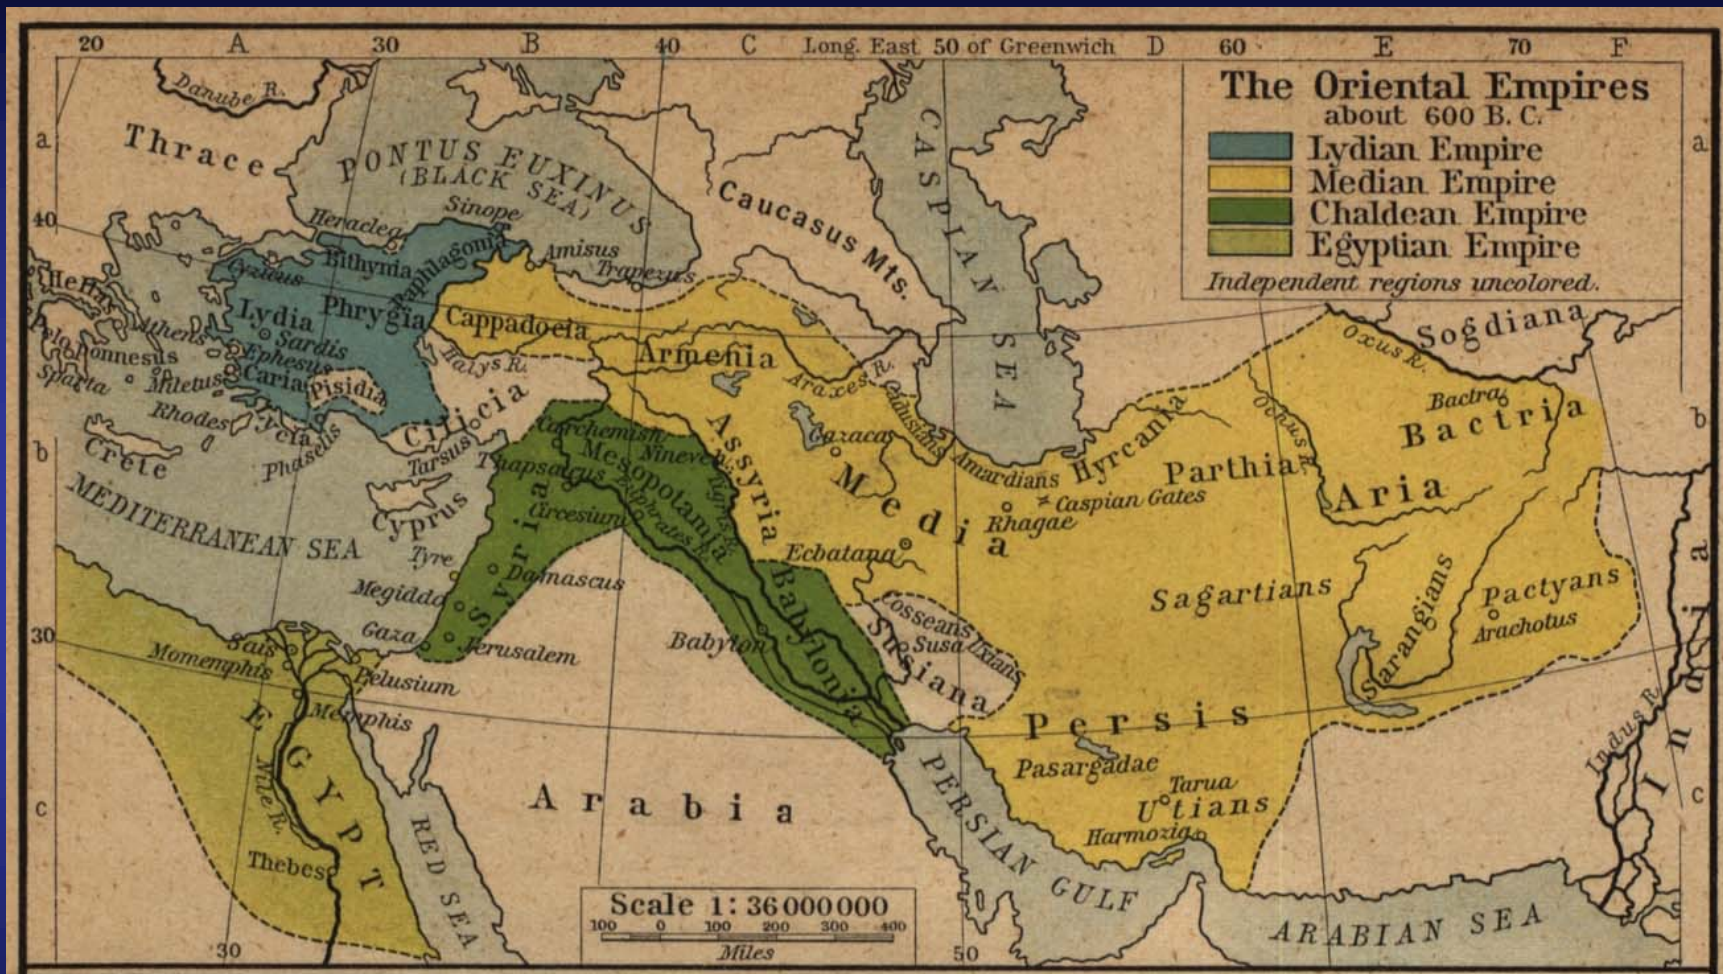 20 A 30 B 40 C Long. East 50 of Greenwich D 60 E 70 F
The Oriental Empires
about 600 B.C.
Lydian Empire
Median Empire
Chaldean Empire
Egyptian Empire
Independent regions uncolored.
a
a
Danube R.
Thrace
PONTUS EUXINUS
(BLACK SEA)
CASPIAN SEA
Caucasus Mts.
40
Heraclea
Sinope
Amisus
Trapezus
Cyzicus
Bithynia
Paphlagonia
Hellas
Lydia
Phrygia
Cappadocia
Armenia
Sogdiana
Oxus R.
Athens
Sardis
Ephesus
Peloponnesus
Sparta
Miletus
Caria
Pisidia
Halys R.
Araxes R.
Cadusians
Ochus R.
Bactra
Bactria
Rhodes
Lycia
Phaselis
Cilicia
Tarsus
b
b
Crete
Carchemish
Nineveh
Assyria
Gazaca
Amardians
Hyrcania
Parthia
Aria
Thapsacus
Mesopotamia
Tigris R.
Media
Caspian Gates
Rhagae
MEDITERRANEAN SEA
Cyprus
Circesium
Euphrates R.
Syria
Tyre
Ecbatana
Damascus
Megiddo
Babylonia
Sagartians
Sarangians
Pactyans
Arachotus
India
30
Gaza
Jerusalem
Babylon
Cosseans
Susa
Uxians
Susiana
Sais
Momemphis
Pelusium
Memphis
EGYPT
Nile R.
Persis
Pasargadae
Tarua
Utians
Harmozia
Indus R.
c
c
Arabia
PERSIAN GULF
RED SEA
Thebes
ARABIAN SEA
Scale 1:36000000
100 0 100 200 300 400
Miles
30
50